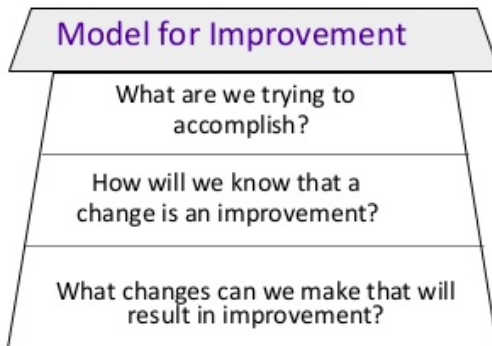 Model for Improvement
What are we trying to
accomplish?
How will we know that a
change is an improvement?
What changes can we make that will
result in improvement?